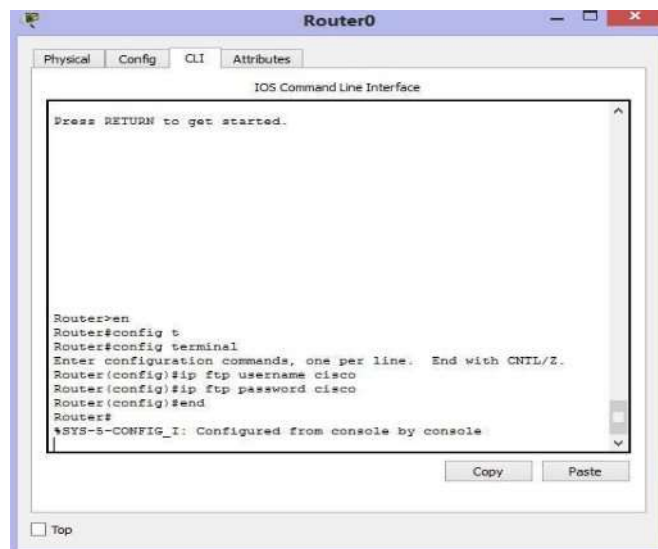 Router0
Physical Config CLI Attributes
IOS Command Line Interface
Press RETURN to get started.
Router>en
Router#config t
Router#config terminal
Enter configuration commands, one per line. End with CNTL/Z.
Router(config)#ip ftp username cisco
Router(config)#ip ftp password cisco
Router(config)#end
Router#
%SYS-5-CONFIG_I: Configured from console by console
Copy Paste
Top